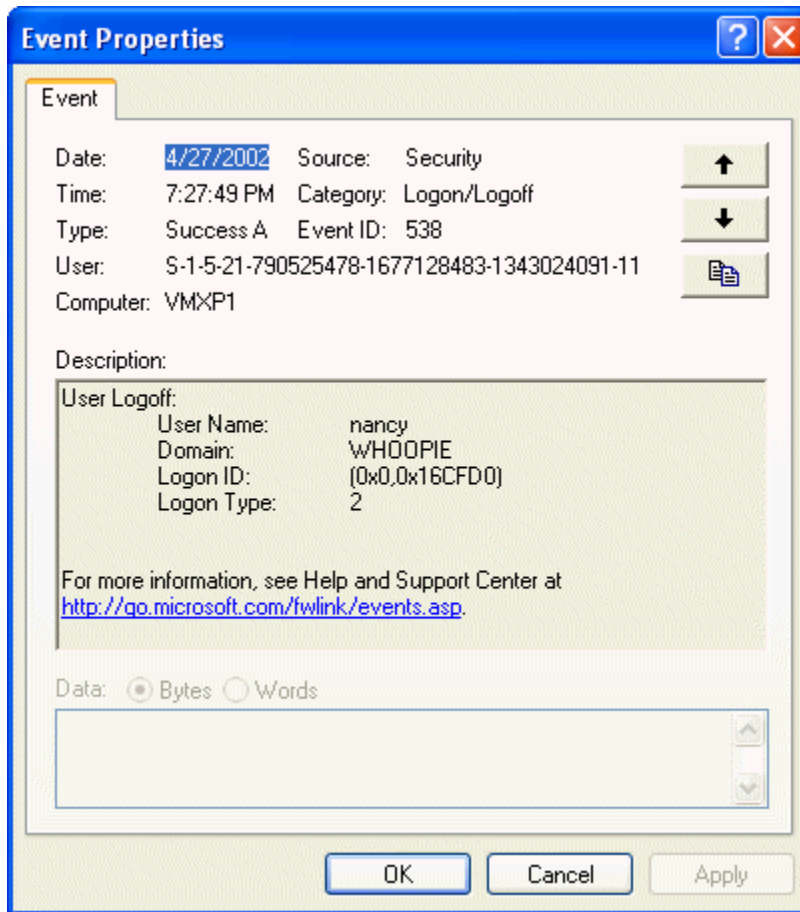 Event Properties
Event
Date: 4/27/2002 Source: Security
Time: 7:27:49 PM Category: Logon/Logoff
Type: Success A Event ID: 538
User: S-1-5-21-790525478-1677128483-1343024091-11
Computer: VMXP1
Description:
User Logoff:
User Name: nancy
Domain: WHOOPIE
Logon ID: (0x0,0x16CFD0)
Logon Type: 2
For more information, see Help and Support Center at
http://go.microsoft.com/fwlink/events.asp.
Data: Bytes Words
OK Cancel Apply